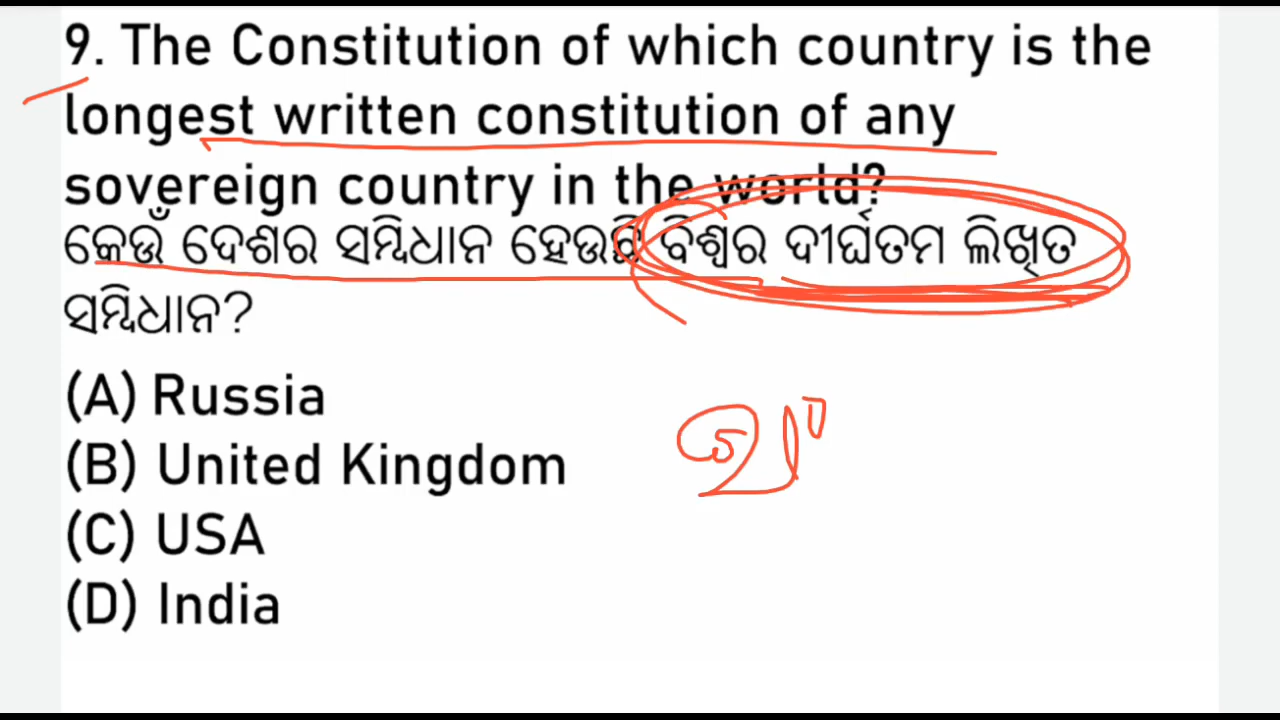 9. The Constitution of which country is the
longest written constitution of any
sovereign country in the world?
କେଉଁ ଦେଶର ସମ୍ବିଧାନ ହେଉଛି ବିଶ୍ୱର ଦୀର୍ଘତମ ଲିଖିତ
ସମ୍ବିଧାନ?
(A) Russia
(B) United Kingdom
(C) USA
(D) India